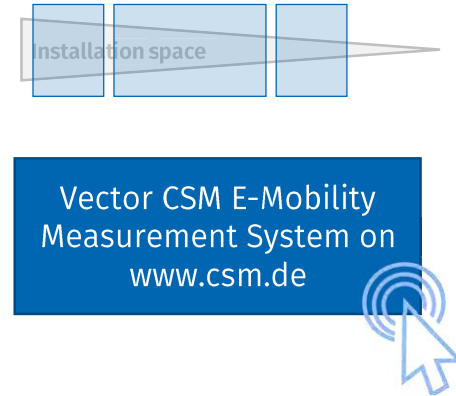 Installation space
Vector CSM E-Mobility
Measurement System on
www.csm.de